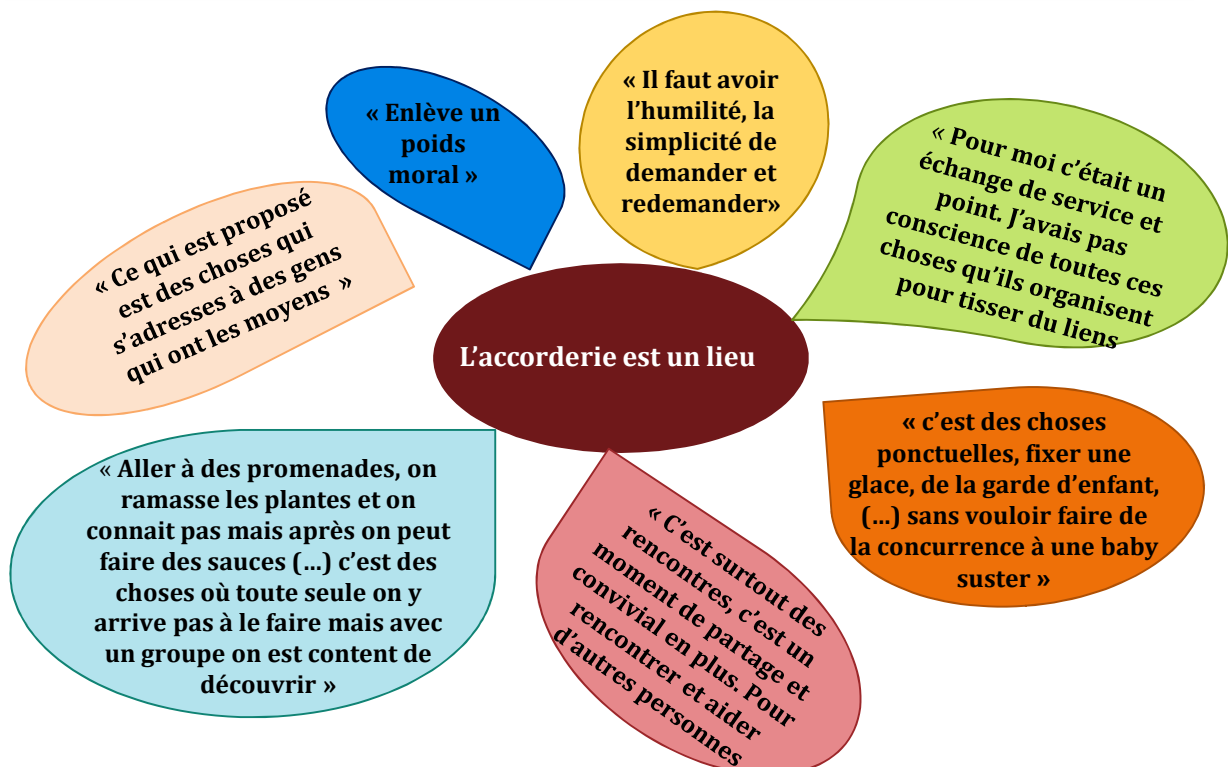 « Enlève un
poids
moral »
« Il faut avoir
l’humilité, la
simplicité de
demander et
redemander»
« Pour moi c’était un
échange de service et
point. J’avais pas
conscience de toutes ces
choses qu’ils organisent
pour tisser du liens
« Ce qui est proposé
est des choses qui
s’adresses à des gens
qui ont les moyens »
L’accorderie est un lieu
« c’est des choses
ponctuelles, fixer une
glace, de la garde d’enfant,
(…) sans vouloir faire de
la concurrence à une baby
suster »
« Aller à des promenades, on
ramasse les plantes et on
connait pas mais après on peut
faire des sauces (…) c’est des
choses où toute seule on y
arrive pas à le faire mais avec
un groupe on est content de
découvrir »
« C’est surtout des
rencontres, c’est un
moment de partage et
convivial en plus. Pour
rencontrer et aider
d’autres personnes